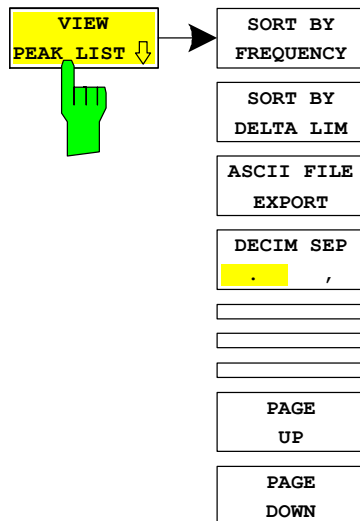 VIEW
PEAK LIST
SORT BY
FREQUENCY
SORT BY
DELTA LIM
ASCII FILE
EXPORT
DECIM SEP
. ,
PAGE
UP
PAGE
DOWN